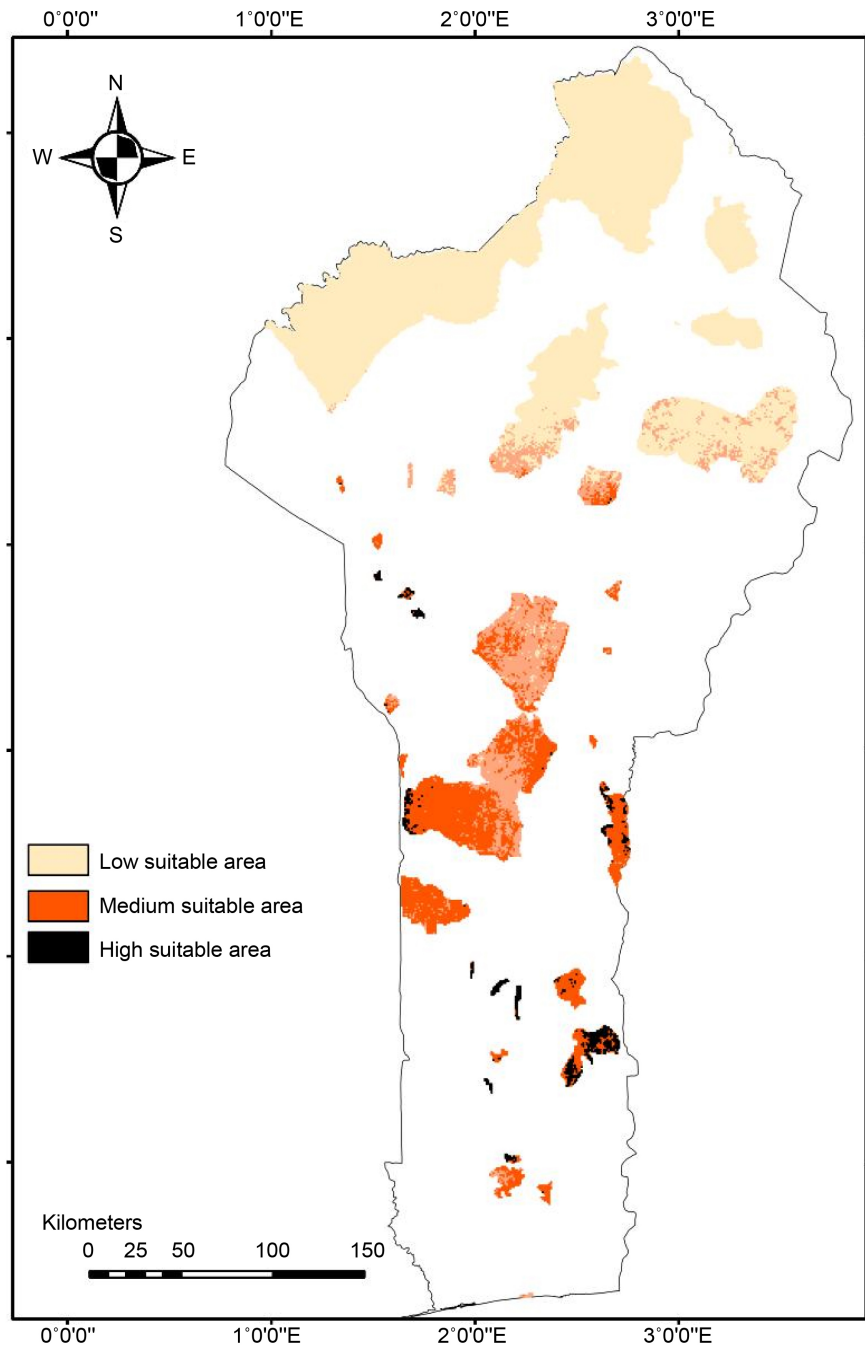 0°0'0" 1°0'0"E 2°0'0"E 3°0'0"E
N
W E
S
Low suitable area
Medium suitable area
High suitable area
Kilometers
0 25 50 100 150
0°0'0" 1°0'0"E 2°0'0"E 3°0'0"E